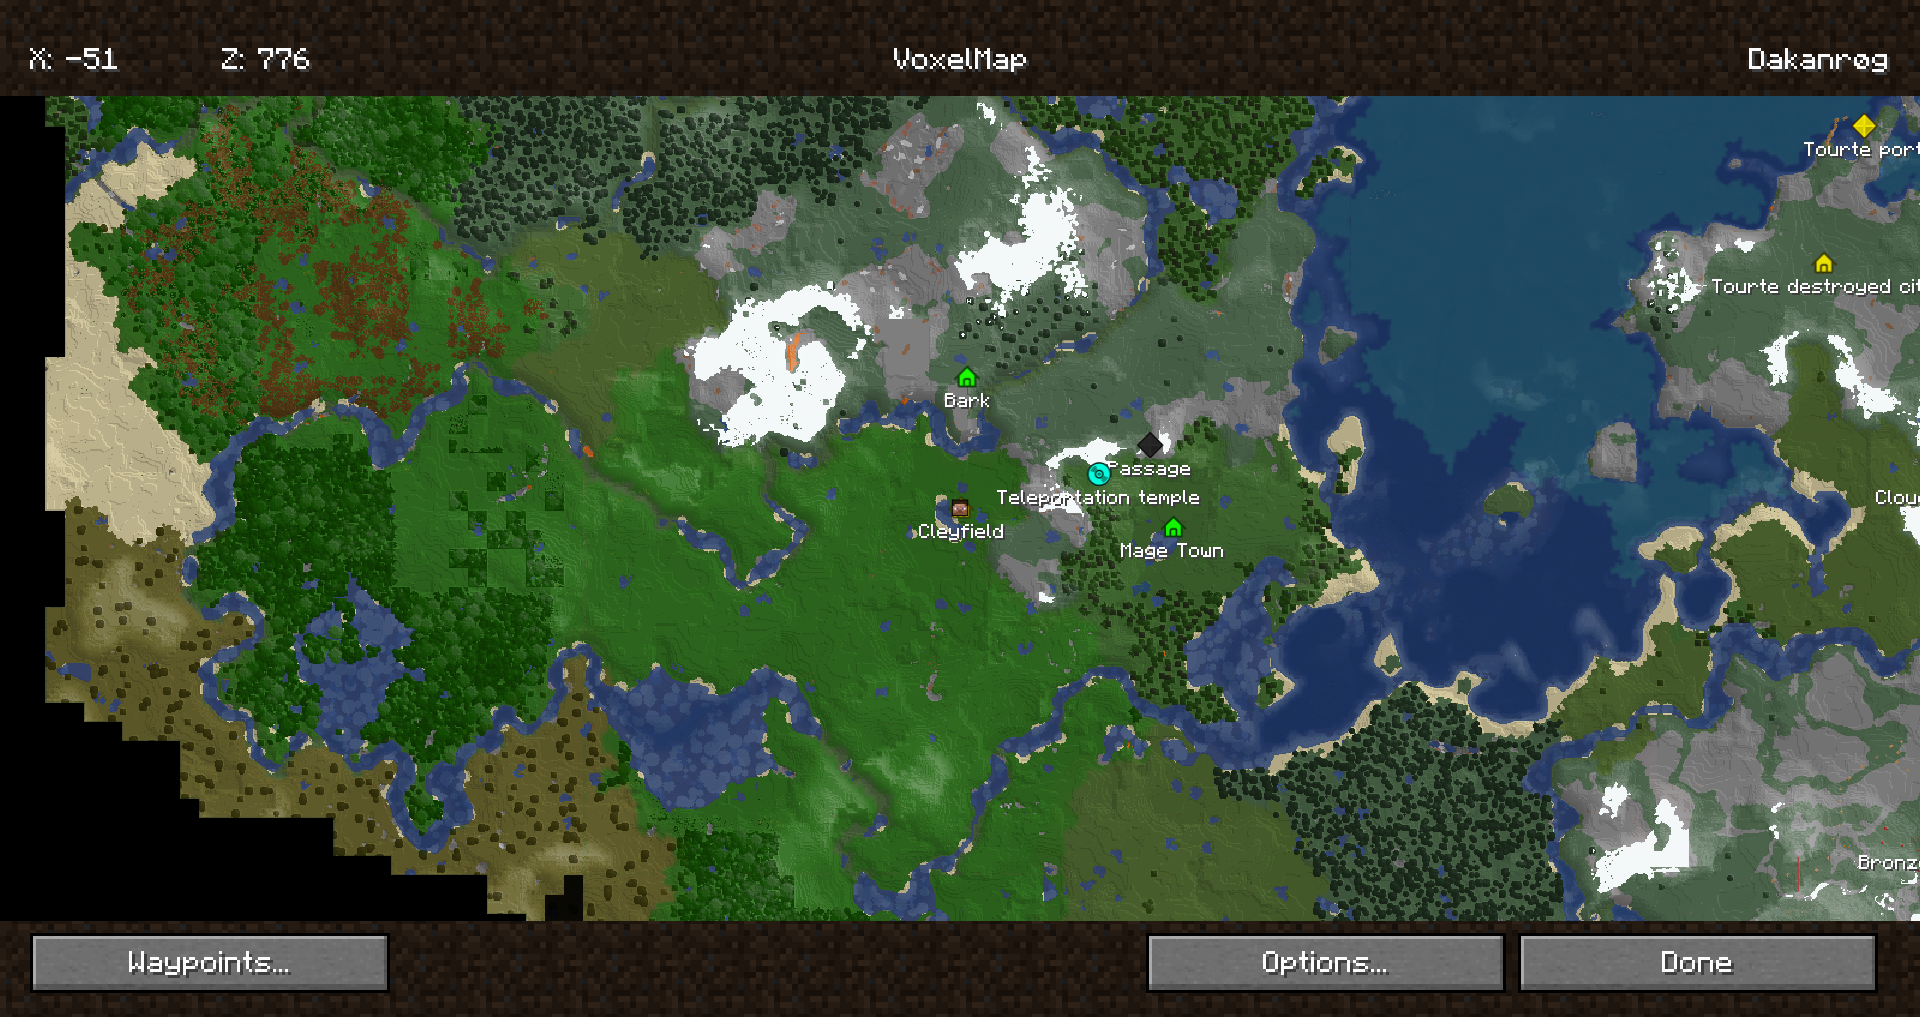 X: -51 Z: 776 VoxelMap Dakanrøg
Tourte port
Tourte destroyed cit
Bark
Passage
Teleportation temple
Clou
Cleyfield
Mage Town
Bronz
Waypoints... Options... Done